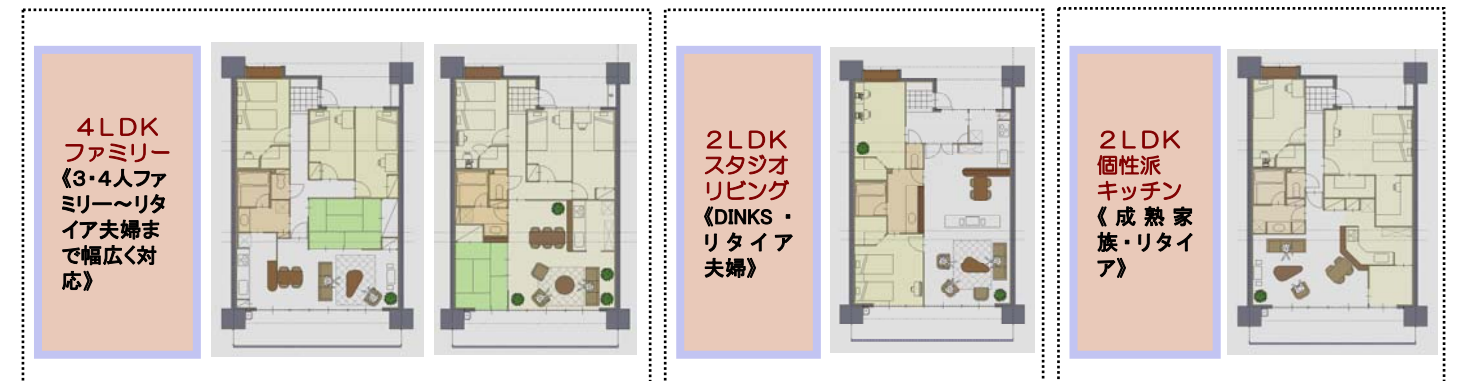 ４ＬＤＫ
ファミリー
《３・４人ファ
ミリー～リタ
イア夫婦ま
で幅広く対
応》
２ＬＤＫ
スタジオ
リビング
《DINKS・
リタイア
夫婦》
２ＬＤＫ
個性派
キッチン
《成熟家
族・リタイ
ア》